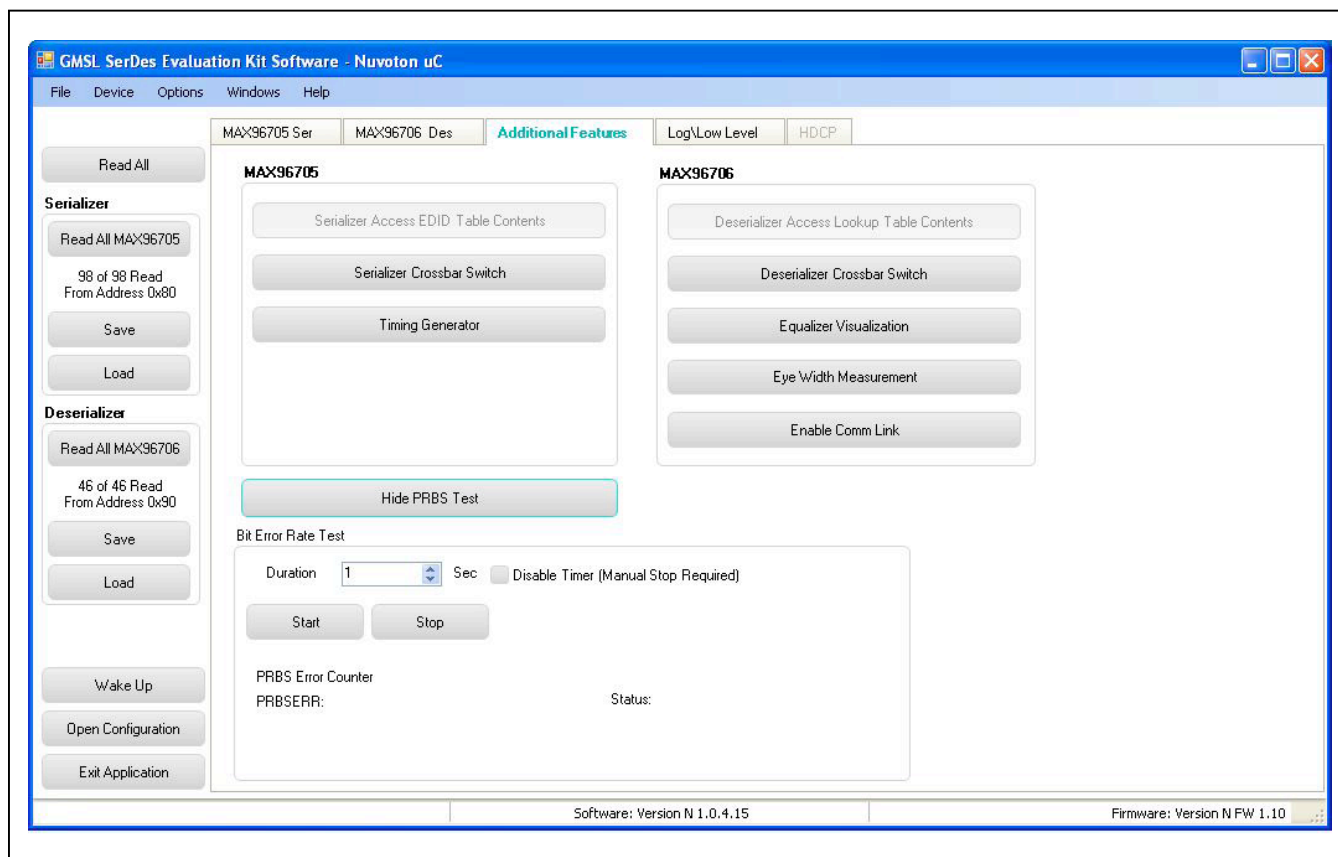 GMSL SerDes Evaluation Kit Software - Nuvoton uC
File Device Options Windows Help
MAX96705 Ser MAX96706 Des Additional Features Log\Low Level HDCP
Read All
Serializer
Read All MAX96705
98 of 98 Read
From Address 0x80
Save
Load
Deserializer
Read All MAX96706
46 of 46 Read
From Address 0x90
Save
Load
Wake Up
Open Configuration
Exit Application
MAX96705
Serializer Access EDID Table Contents
Serializer Crossbar Switch
Timing Generator
MAX96706
Deserializer Access Lookup Table Contents
Deserializer Crossbar Switch
Equalizer Visualization
Eye Width Measurement
Enable Comm Link
Hide PRBS Test
Bit Error Rate Test
Duration 1 Sec Disable Timer (Manual Stop Required)
Start Stop
PRBS Error Counter
PRBSERR: Status:
Software: Version N 1.0.4.15 Firmware: Version N FW 1.10